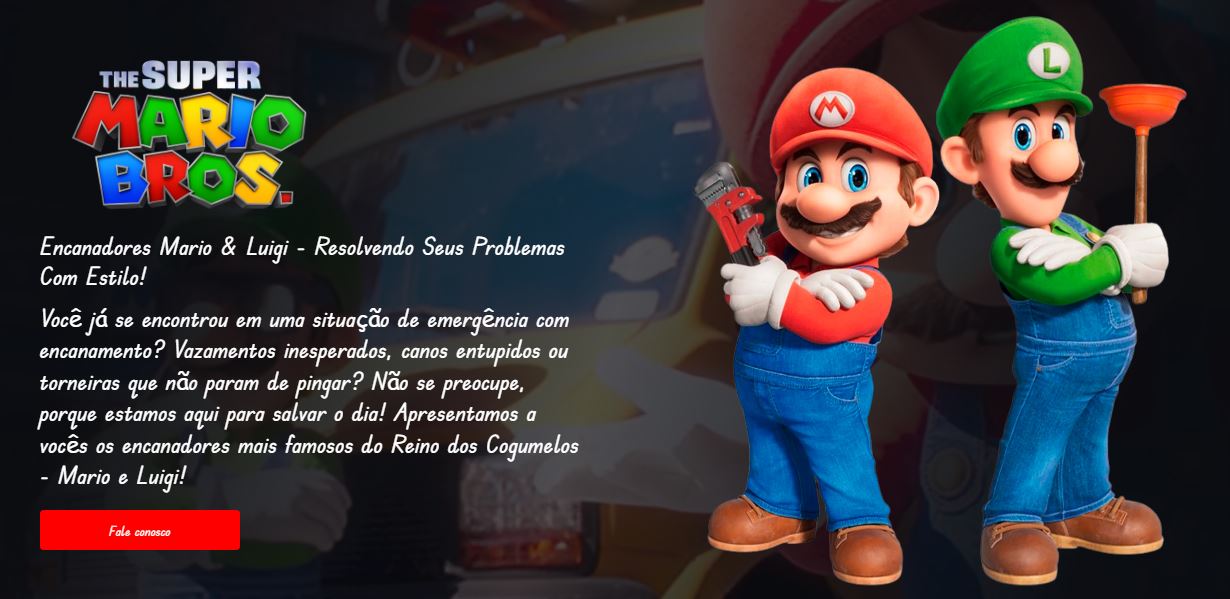 THE SUPER
MARIO
BROS.
Encanadores Mario & Luigi - Resolvendo Seus Problemas
Com Estilo!
Você já se encontrou em uma situação de emergência com
encanamento? Vazamentos inesperados, canos entupidos ou
torneiras que não param de pingar? Não se preocupe,
porque estamos aqui para salvar o dia! Apresentamos a
vocês os encanadores mais famosos do Reino dos Cogumelos
- Mario e Luigi!
Fale conosco
M
L